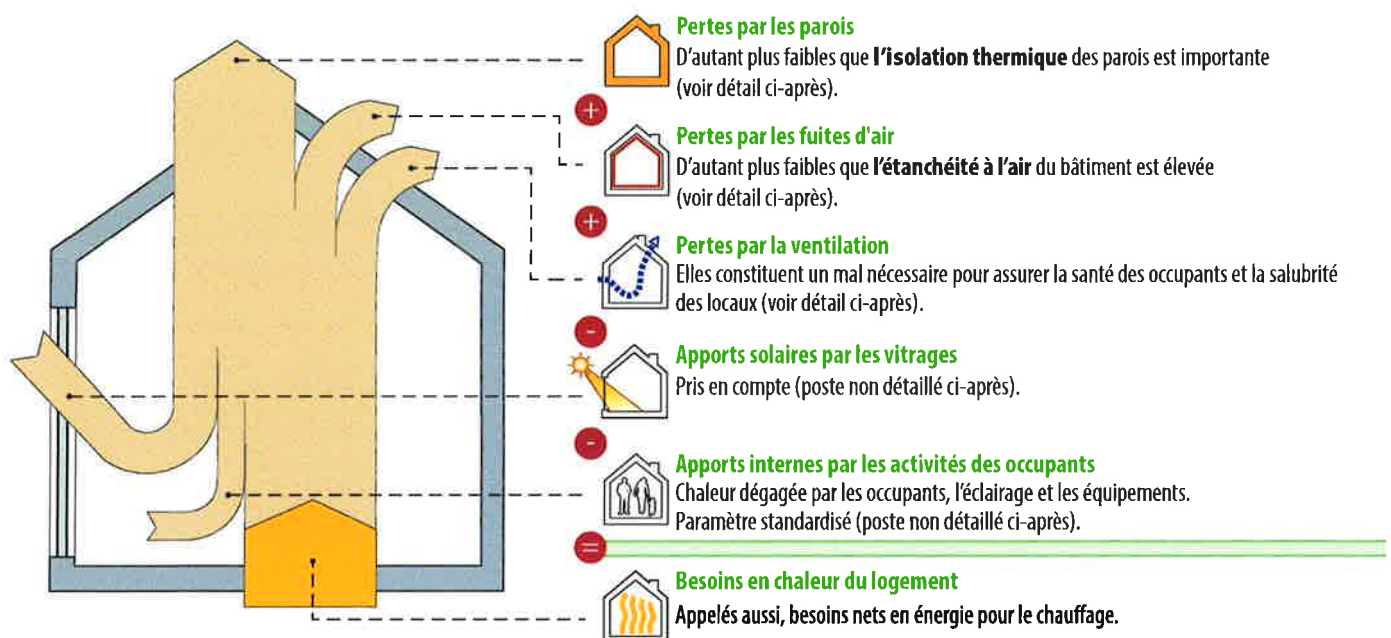 Pertes par les parois
D'autant plus faibles que l'isolation thermique des parois est importante
(voir détail ci-après).
+
Pertes par les fuites d'air
D'autant plus faibles que l'étanchéité à l'air du bâtiment est élevée
(voir détail ci-après).
+
Pertes par la ventilation
Elles constituent un mal nécessaire pour assurer la santé des occupants et la salubrité
des locaux (voir détail ci-après).
-
Apports solaires par les vitrages
Pris en compte (poste non détaillé ci-après).
-
Apports internes par les activités des occupants
Chaleur dégagée par les occupants, l'éclairage et les équipements.
Paramètre standardisé (poste non détaillé ci-après).
=
Besoins en chaleur du logement
Appelés aussi, besoins nets en énergie pour le chauffage.